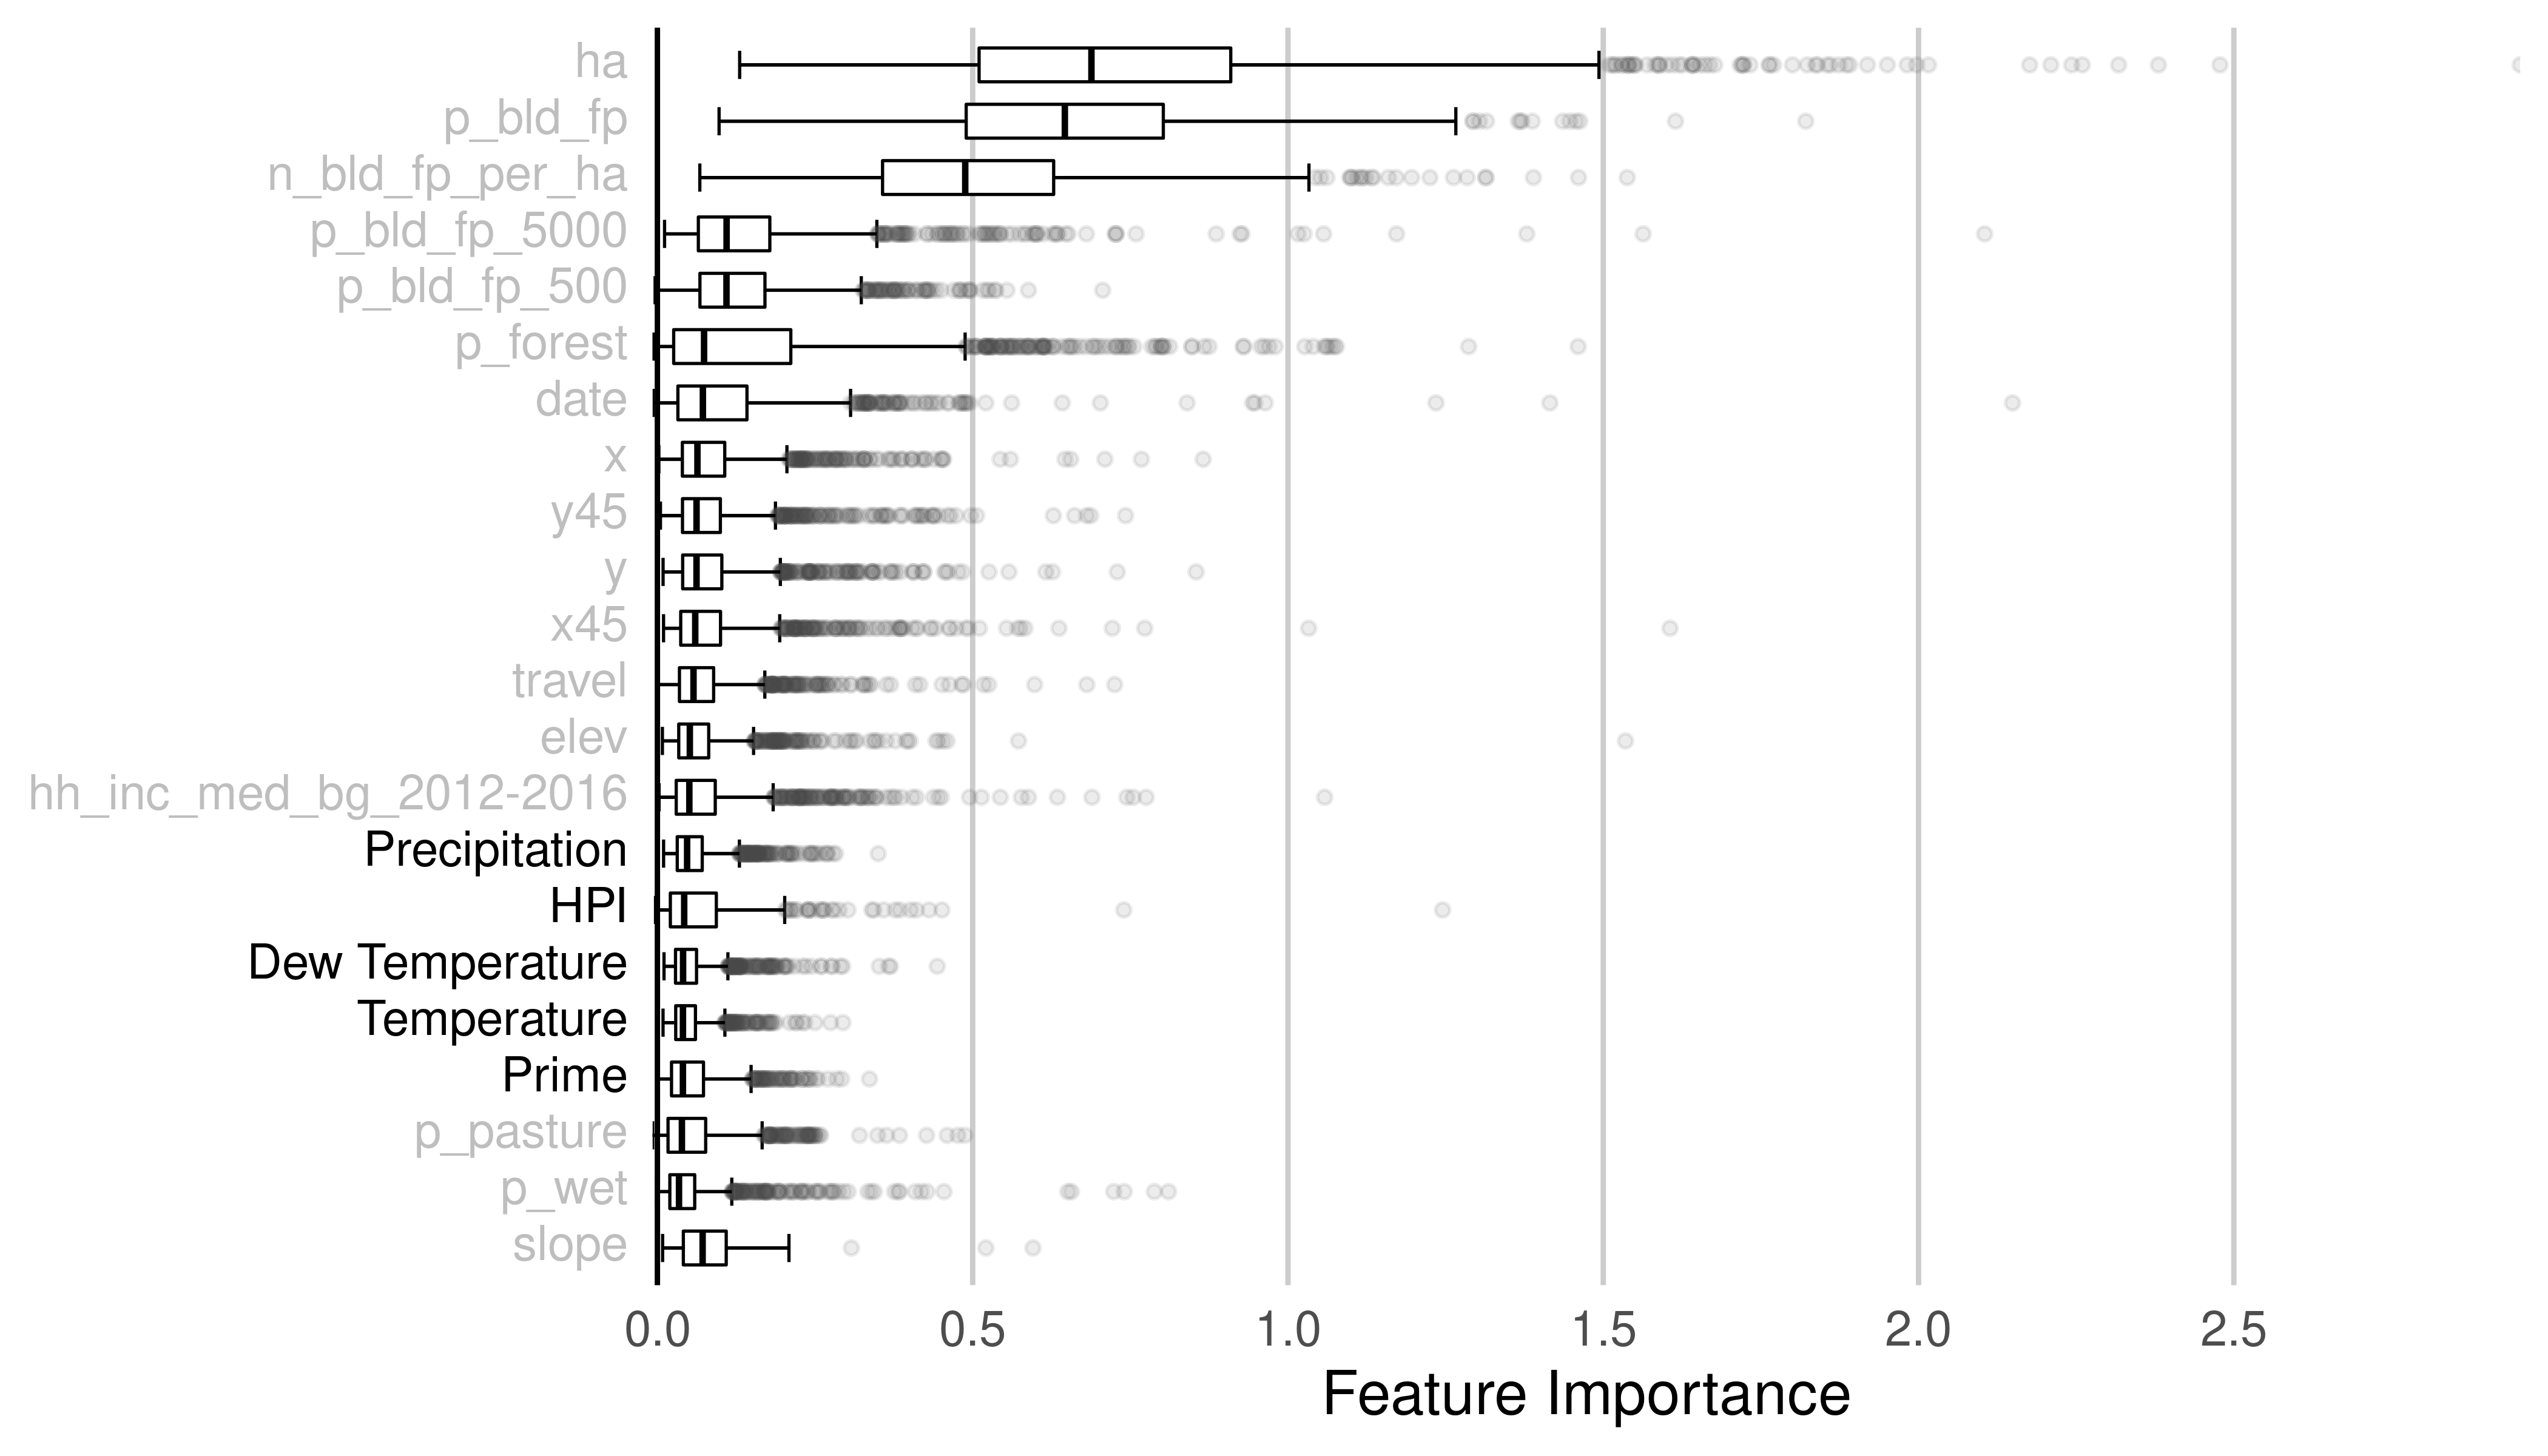 ha
p_bld_fp
n_bld_fp_per_ha
p_bld_fp_5000
p_bld_fp_500
p_forest
date
x
y45
y
x45
travel
elev
hh_inc_med_bg_2012-2016
Precipitation
HPI
Dew Temperature
Temperature
Prime
p_pasture
p_wet
slope
0.0 0.5 1.0 1.5 2.0 2.5
Feature Importance